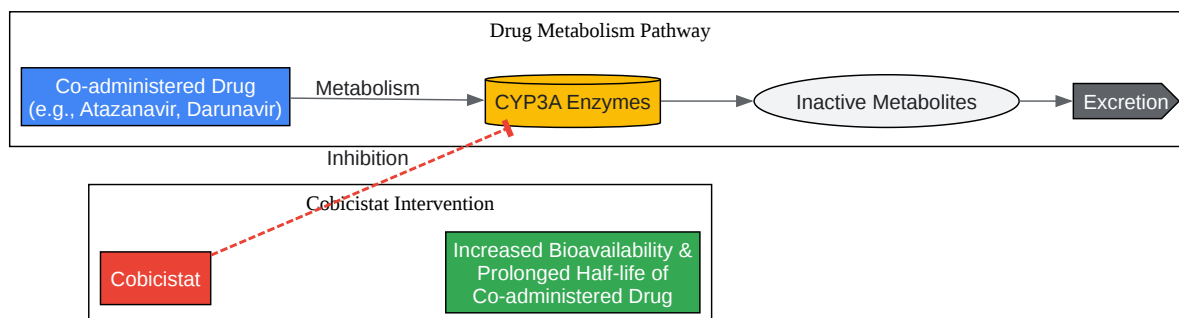 Drug Metabolism Pathway
Co-administered Drug
(e.g., Atazanavir, Darunavir)
Metabolism
CYP3A Enzymes
Inactive Metabolites
Excretion
Inhibition
Cobicistat Intervention
Cobicistat
Increased Bioavailability &
Prolonged Half-life of
Co-administered Drug